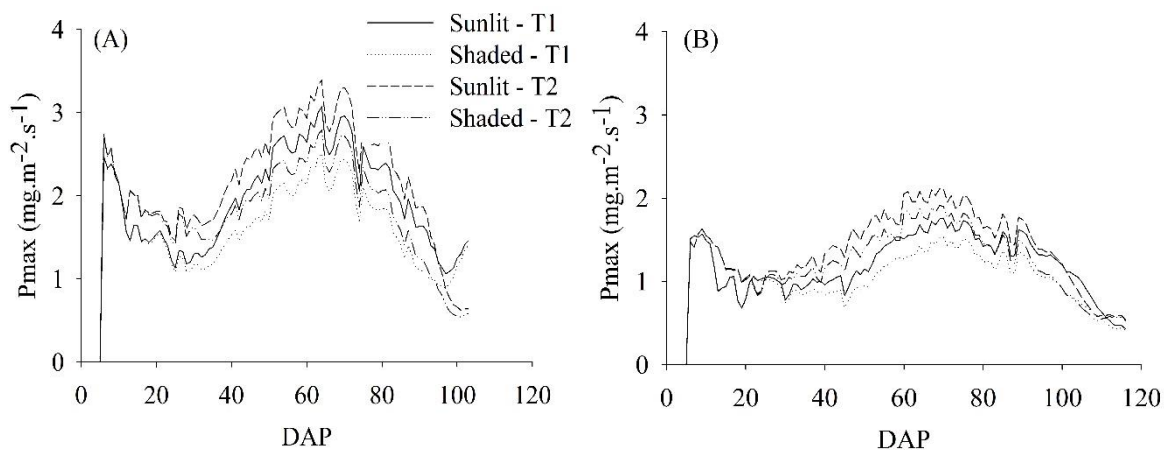 (A)
Sunlit - T1
Shaded - T1
Sunlit - T2
Shaded - T2
4
3
2
1
0
Pmax (mg.m-2.s-1)
0 20 40 60 80 100 120
DAP
(B)
4
3
2
1
0
Pmax (mg.m-2.s-1)
0 20 40 60 80 100 120
DAP